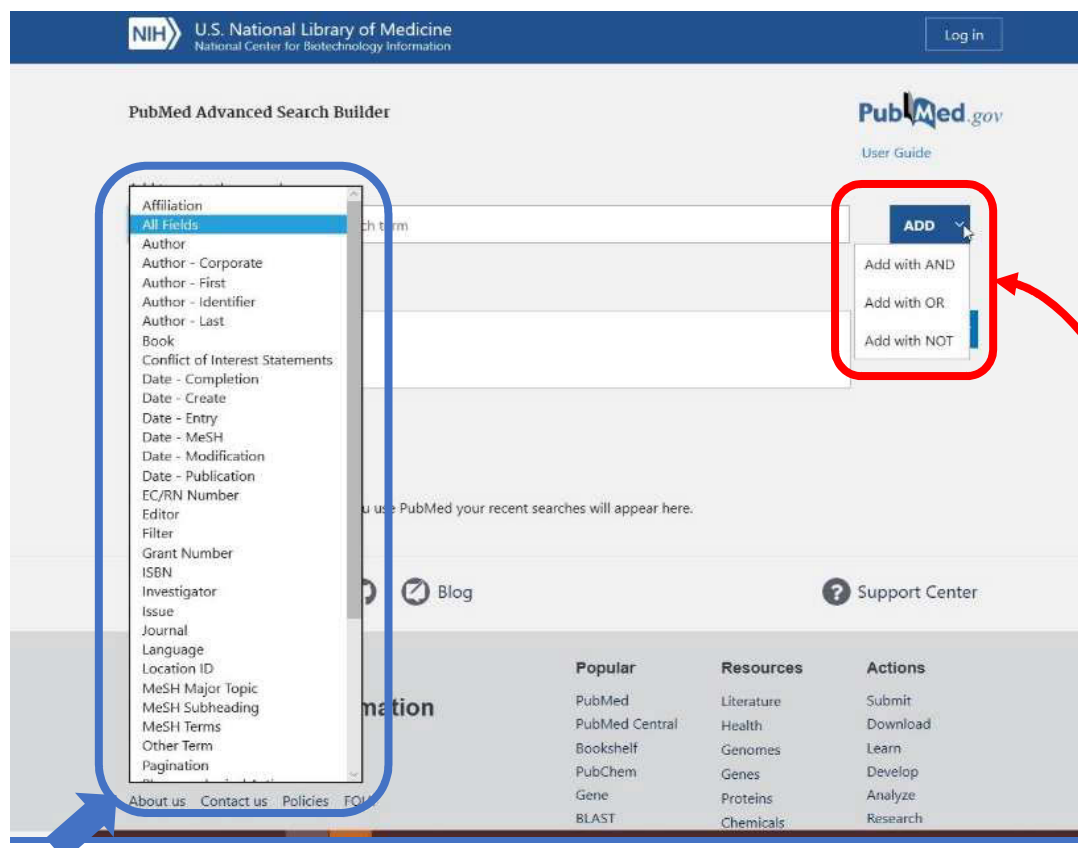 NIH U.S. National Library of Medicine
National Center for Biotechnology Information
Log in
PubMed Advanced Search Builder
PubMed.gov
User Guide
Affiliation
All Fields
Author
Author - Corporate
Author - First
Author - Identifier
Author - Last
Book
Conflict of Interest Statements
Date - Completion
Date - Create
Date - Entry
Date - MeSH
Date - Modification
Date - Publication
EC/RN Number
Editor
Filter
Grant Number
ISBN
Investigator
Issue
Journal
Language
Location ID
MeSH Major Topic
MeSH Subheading
MeSH Terms
Other Term
Pagination
term
ADD
Add with AND
Add with OR
Add with NOT
use PubMed your recent searches will appear here.
Blog
Support Center
mation
Popular
PubMed
PubMed Central
Bookshelf
PubChem
Gene
BLAST
Resources
Literature
Health
Genomes
Genes
Proteins
Chemicals
Actions
Submit
Download
Learn
Develop
Analyze
Research
About us Contact us Policies